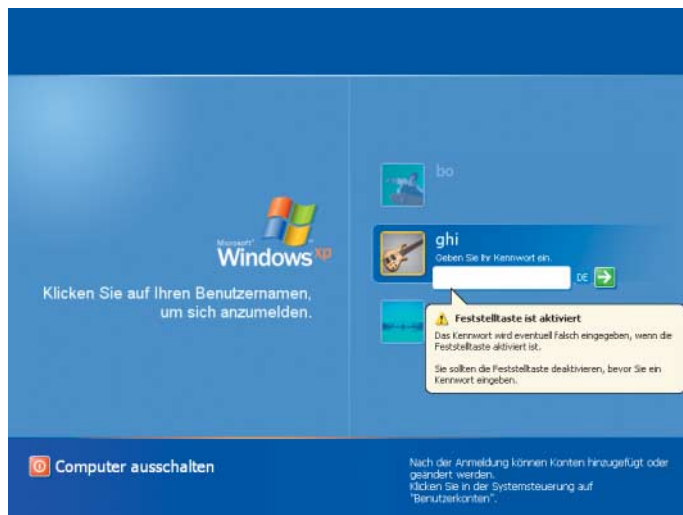 bo
Microsoft®
Windows xp
Klicken Sie auf Ihren Benutzernamen,
um sich anzumelden.
ghi
Geben Sie Ihr Kennwort ein.
DE
Feststelltaste ist aktiviert
Das Kennwort wird eventuell falsch eingegeben, wenn die
Feststelltaste aktiviert ist.
Sie sollten die Feststelltaste deaktivieren, bevor Sie ein
Kennwort eingeben.
Computer ausschalten
Nach der Anmeldung können Konten hinzugefügt oder
geändert werden.
Klicken Sie in der Systemsteuerung auf
"Benutzerkonten".